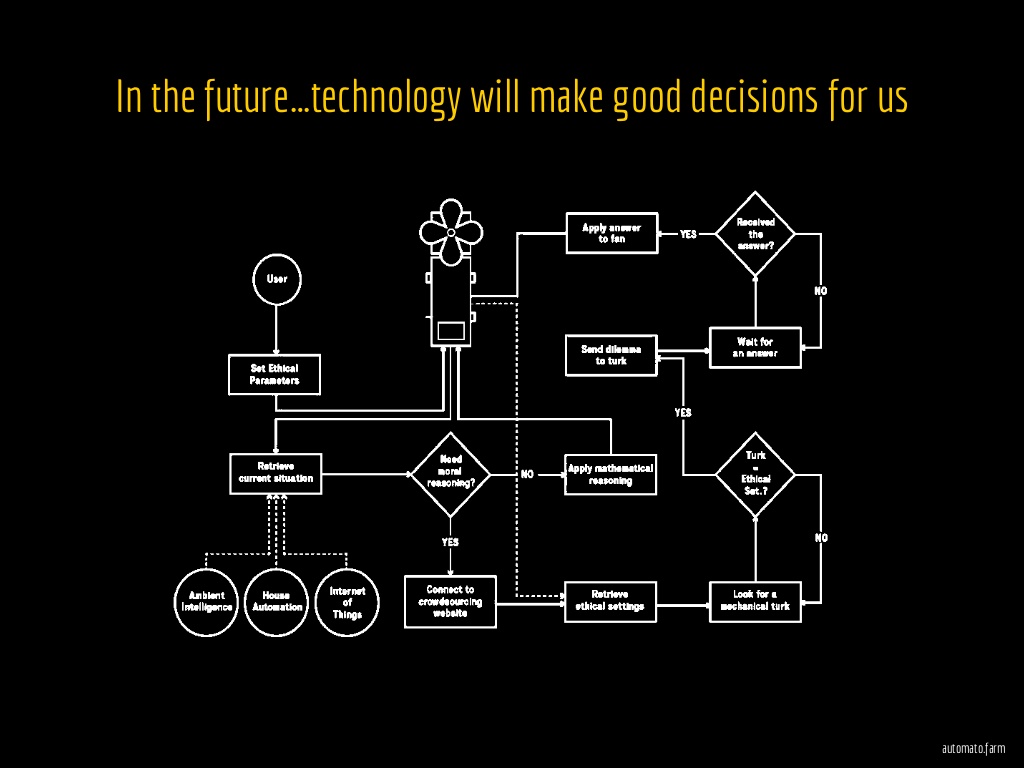 In the future...technology will make good decisions for us
User
Set Ethical
Parameters
Retrieve
current situation
Ambient
Intelligence
House
Automation
Internet
of
Things
Need
moral
reasoning?
NO
YES
Apply mathematical
reasoning
Connect to
crowdsourcing
website
Retrieve
ethical settings
Look for a
mechanical turk
Turk
=
Ethical
Set.?
NO
YES
Send dilemma
to turk
Wait for
an answer
Received
the
answer?
NO
YES
Apply answer
to fan
automato.farm